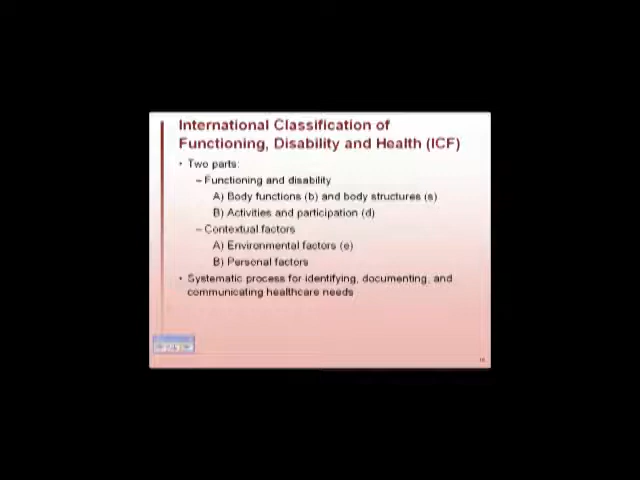 International Classification of
Functioning, Disability and Health (ICF)
• Two parts:
– Functioning and disability
A) Body functions (b) and body structures (s)
B) Activities and participation (d)
– Contextual factors
A) Environmental factors (e)
B) Personal factors
• Systematic process for identifying, documenting, and
communicating healthcare needs